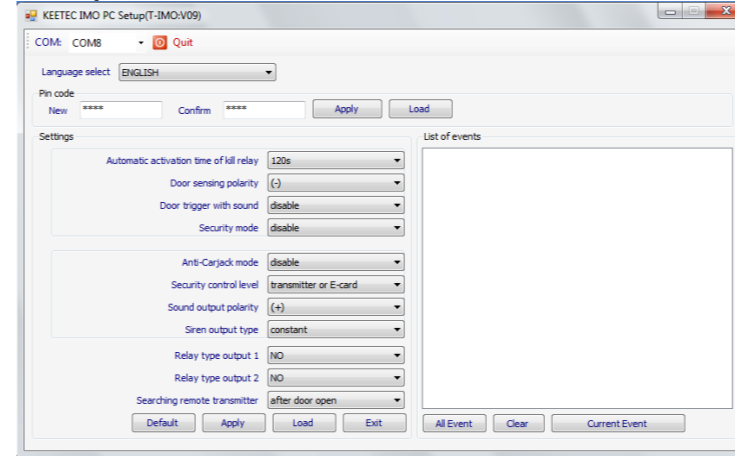 KEETEC IMO PC Setup(T-IMO:V09)
COM: COM8 Quit
Language select ENGLISH
Pin code
New **** Confirm **** Apply Load
Settings
Automatic activation time of kill relay 120s
Door sensing polarity (-)
Door trigger with sound disable
Security mode disable
Anti-Carjack mode disable
Security control level transmitter or E-card
Sound output polarity (+)
Siren output type constant
Relay type output 1 NO
Relay type output 2 NO
Searching remote transmitter after door open
Default Apply Load Exit
List of events
All Event Clear Current Event